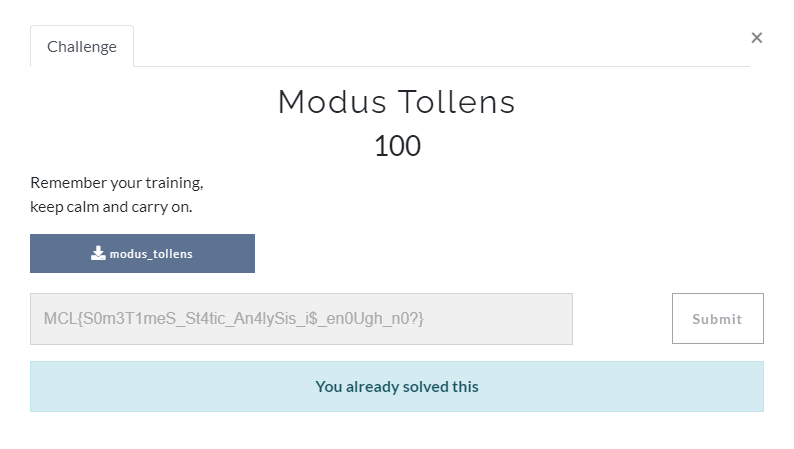 Challenge
×
Modus Tollens
100
Remember your training,
keep calm and carry on.
modus_tollens
MCL{S0m3T1meS_St4tic_An4lySis_i$_en0Ugh_n0?}
Submit
You already solved this